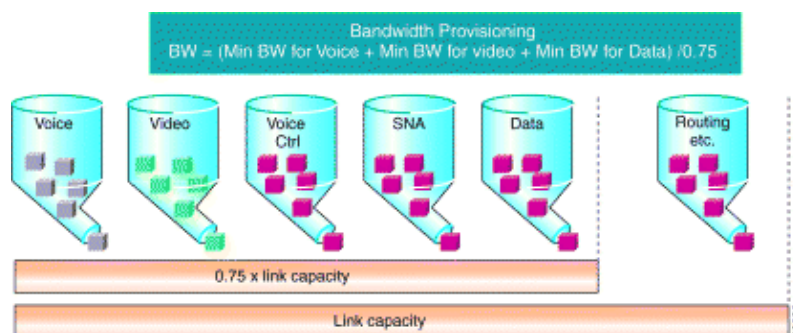 Bandwidth Provisioning
BW = (Min BW for Voice + Min BW for video + Min BW for Data) /0.75
Voice
Video
Voice
Ctrl
SNA
Data
Routing
etc.
0.75 x link capacity
Link capacity